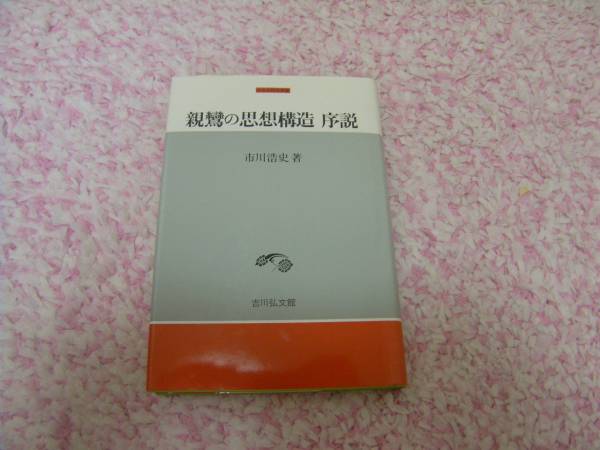 親鸞の思想構造 序説
市川浩史 著
吉川弘文館